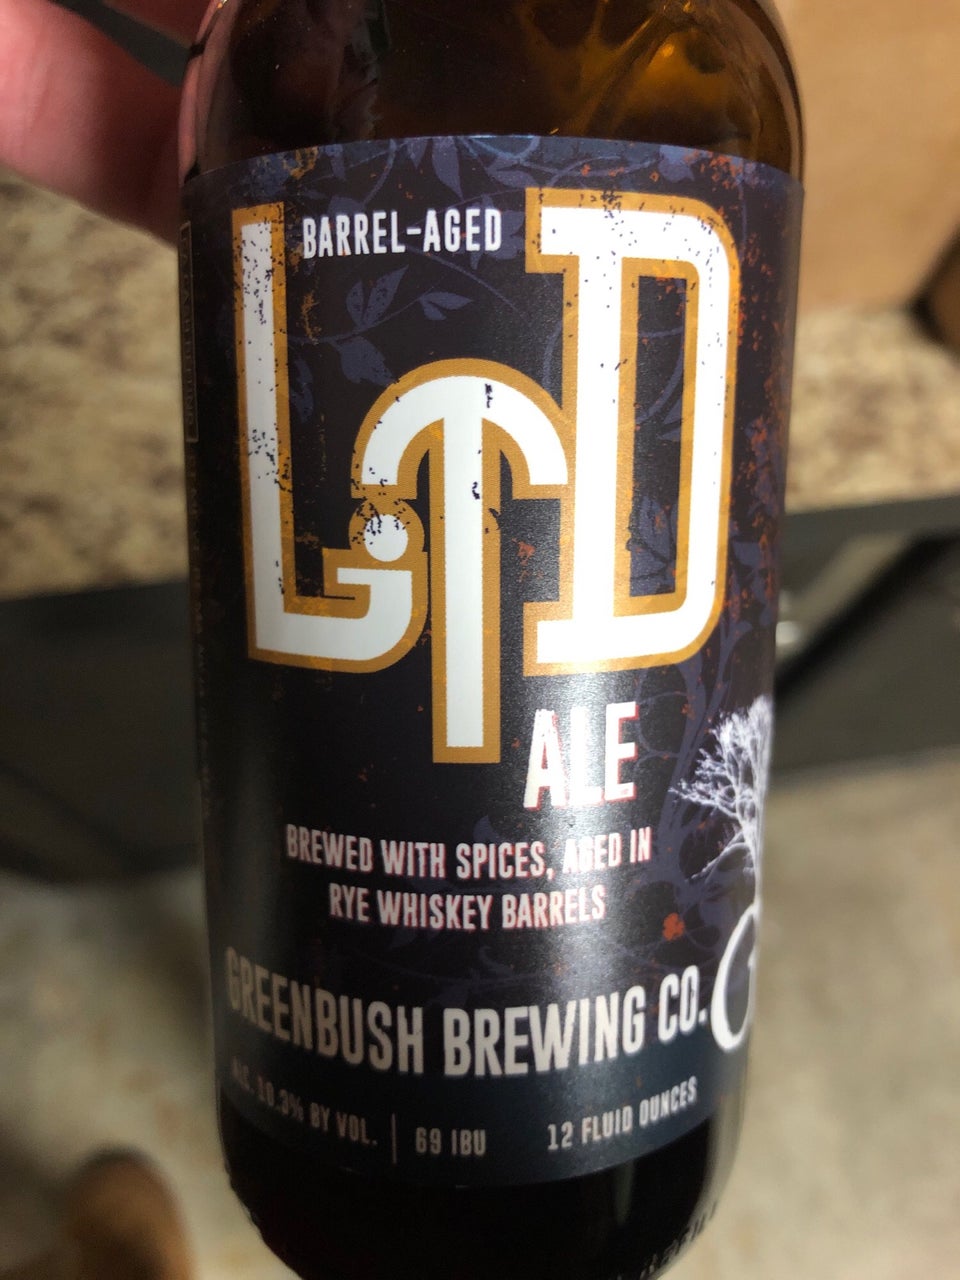 BARREL-AGED
LTD
ALE
BREWED WITH SPICES, AGED IN
RYE WHISKEY BARRELS
GREENBUSH BREWING CO.
ALC. 10.3% BY VOL. | 69 IBU 12 FLUID OUNCES